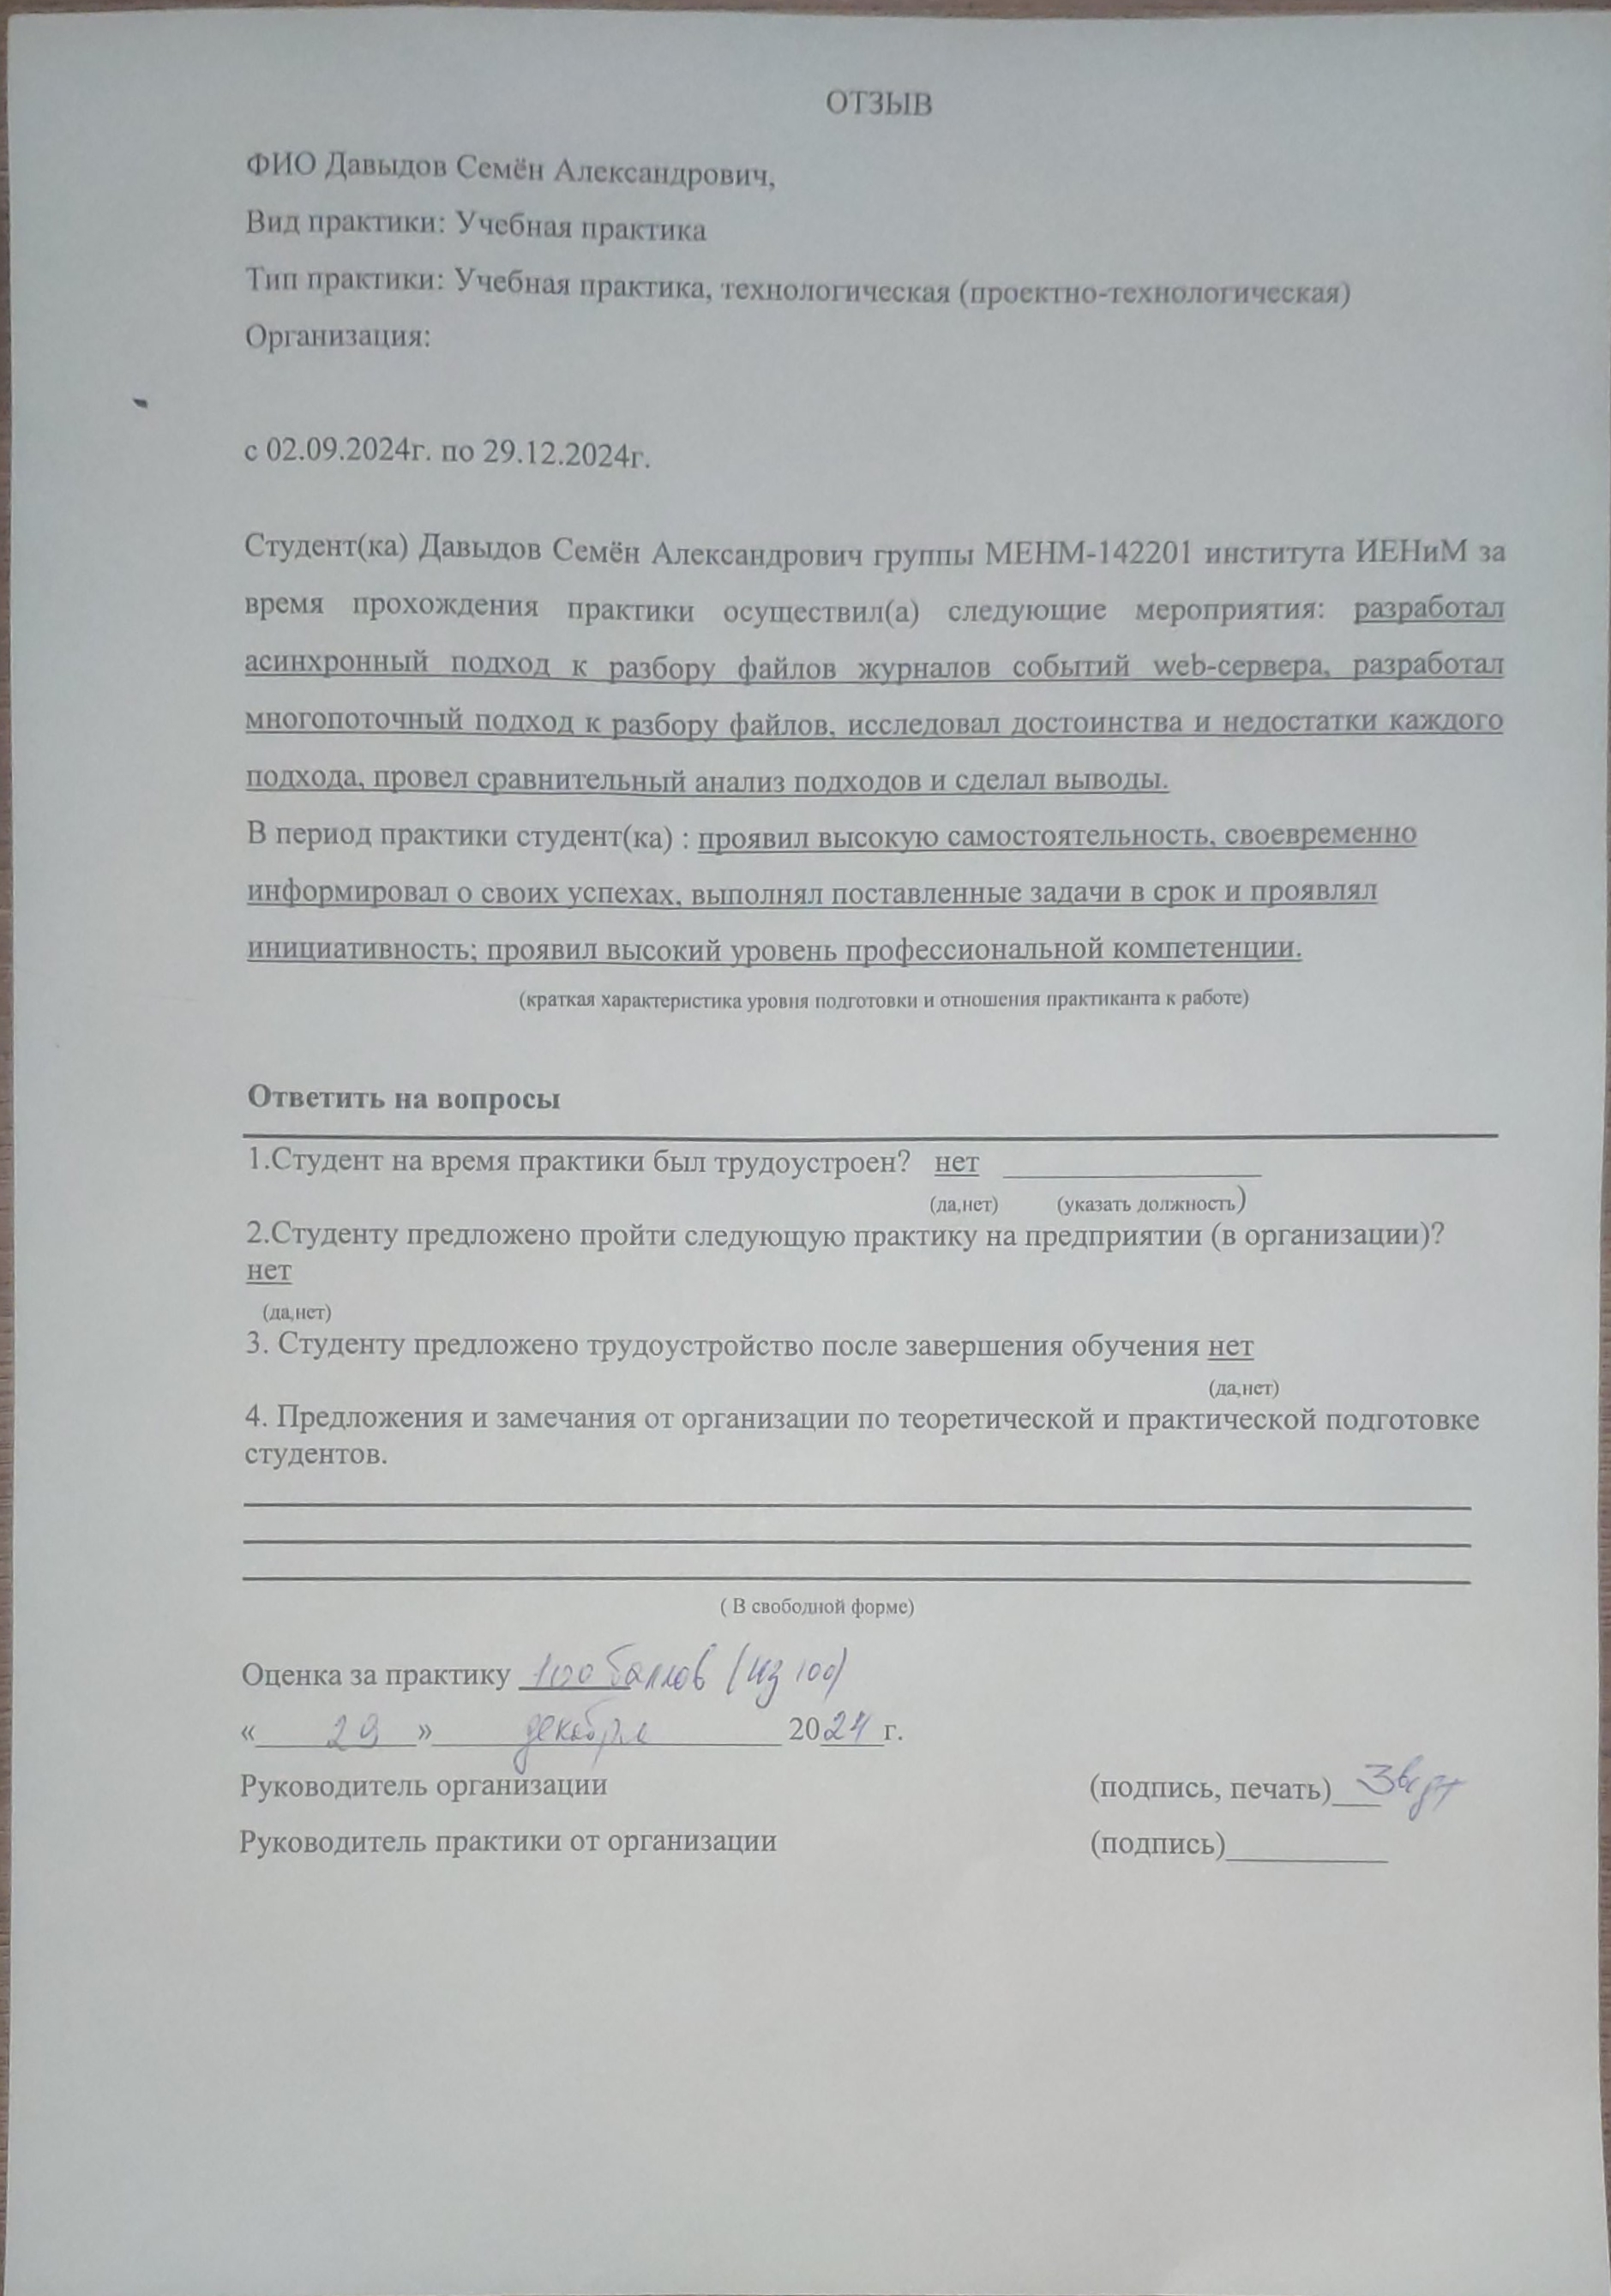 ОТЗЫВ
ФИО Давыдов Семён Александрович,
Вид практики: Учебная практика
Тип практики: Учебная практика, технологическая (проектно-технологическая)
Организация:
с 02.09.2024г. по 29.12.2024г.
Студент(ка) Давыдов Семён Александрович группы МЕНМ-142201 института ИЕНиМ за
время прохождения практики осуществил(а) следующие мероприятия: разработал
асинхронный подход к разбору файлов журналов событий web-сервера, разработал
многопоточный подход к разбору файлов, исследовал достоинства и недостатки каждого
подхода, провел сравнительный анализ подходов и сделал выводы.
В период практики студент(ка) : проявил высокую самостоятельность, своевременно
информировал о своих успехах, выполнял поставленные задачи в срок и проявлял
инициативность; проявил высокий уровень профессиональной компетенции.
(краткая характеристика уровня подготовки и отношения практиканта к работе)
Ответить на вопросы
1.Студент на время практики был трудоустроен? нет ____
(да,нет) (указать должность)
2.Студенту предложено пройти следующую практику на предприятии (в организации)?
нет
(да,нет)
3. Студенту предложено трудоустройство после завершения обучения нет
(да,нет)
4. Предложения и замечания от организации по теоретической и практической подготовке
студентов.
( В свободной форме)
Оценка за практику 100 баллов (из 100)
« 29 » декабря 2024 г.
Руководитель организации (подпись, печать)
Руководитель практики от организации (подпись)____